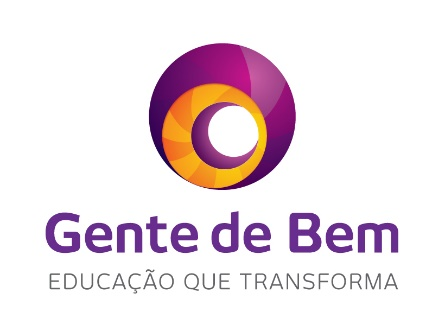 Gente de Bem
EDUCAÇÃO QUE TRANSFORMA